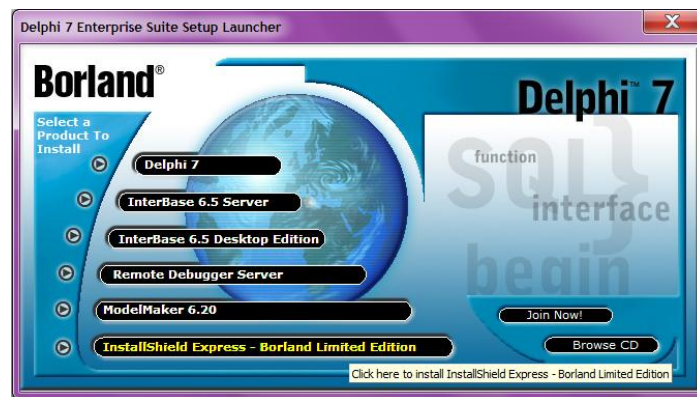 Delphi 7 Enterprise Suite Setup Launcher
Borland®
Delphi™ 7
Select a
Product To
Install
Delphi 7
InterBase 6.5 Server
InterBase 6.5 Desktop Edition
Remote Debugger Server
ModelMaker 6.20
InstallShield Express - Borland Limited Edition
function
SQL}
interface
begin
Join Now!
Browse CD
Click here to install InstallShield Express - Borland Limited Edition